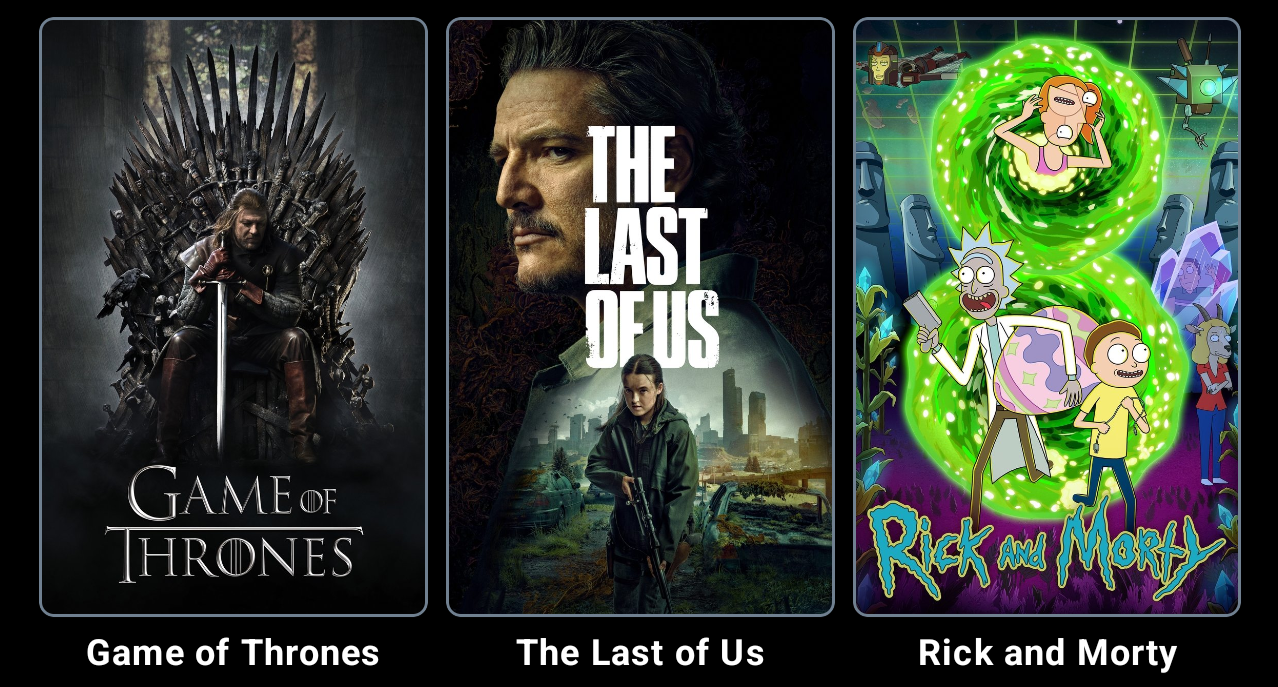 GAME OF
THRONES
THE
LAST
OF US
RICK AND MORTY
Game of Thrones
The Last of Us
Rick and Morty